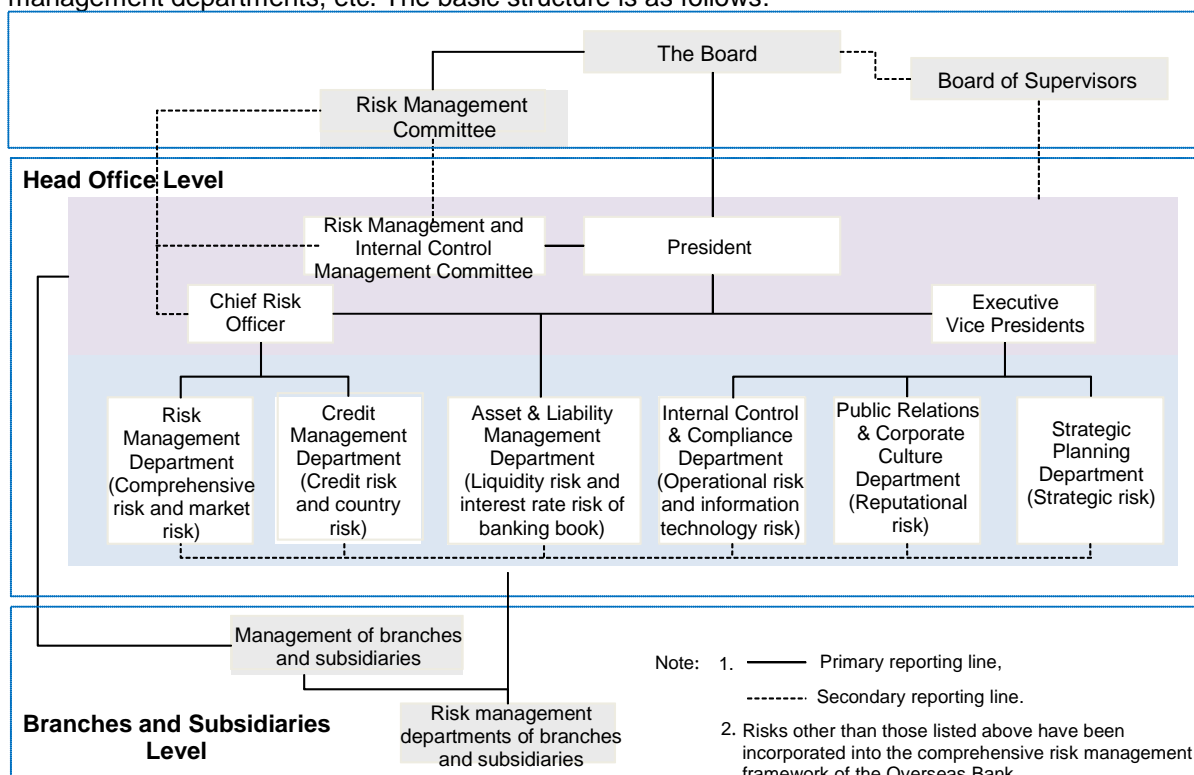 management departments, etc. The basic structure is as follows:
The Board
Board of Supervisors
Risk Management
Committee
Head Office Level
Risk Management and
Internal Control
Management Committee
President
Chief Risk
Officer
Executive
Vice Presidents
Risk
Management
Department
(Comprehensive
risk and market
risk)
Credit
Management
Department
(Credit risk
and country
risk)
Asset & Liability
Management
Department
(Liquidity risk and
interest rate risk of
banking book)
Internal Control
& Compliance
Department
(Operational risk
and information
technology risk)
Public Relations
& Corporate
Culture
Department
(Reputational
risk)
Strategic
Planning
Department
(Strategic risk)
Management of branches
and subsidiaries
Branches and Subsidiaries
Level
Risk management
departments of branches
and subsidiaries
Note: 1. Primary reporting line,
Secondary reporting line.
2. Risks other than those listed above have been
incorporated into the comprehensive risk management
framework of the Overseas Bank